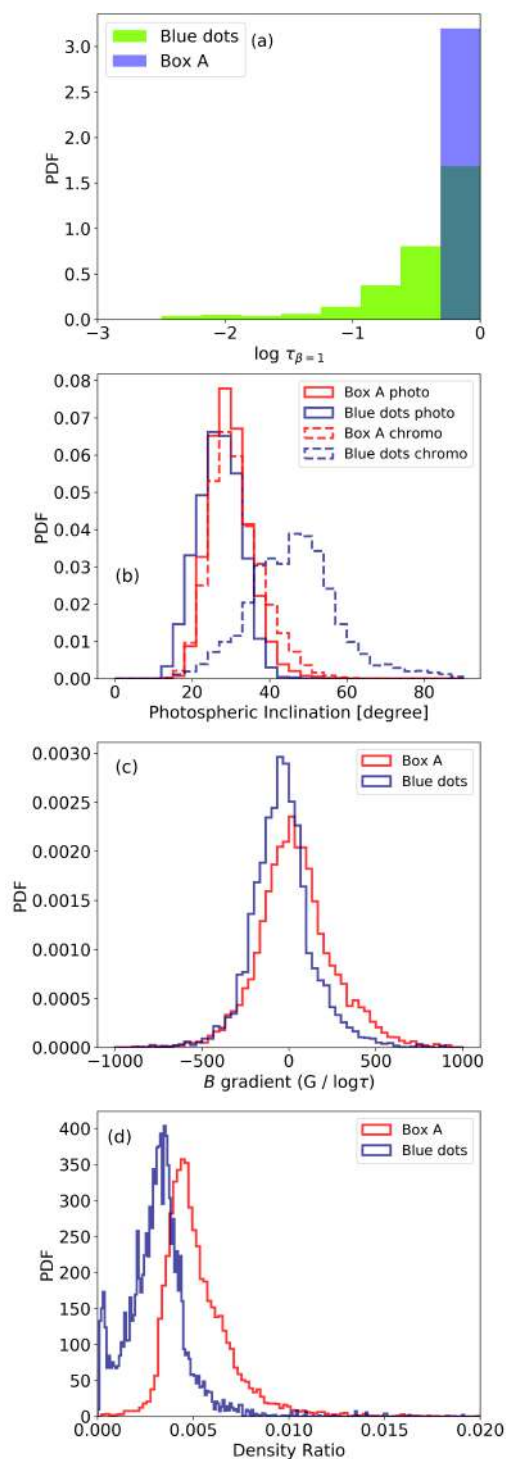 Blue dots
Box A
(a)
3.0
2.5
2.0
1.5
1.0
0.5
0.0
PDF
−3
−2
−1
0
log τβ=1
0.08
0.07
0.06
0.05
0.04
0.03
0.02
0.01
0.00
PDF
Box A photo
Blue dots photo
Box A chromo
Blue dots chromo
(b)
0
20
40
60
80
Photospheric Inclination [degree]
0.0030
0.0025
0.0020
0.0015
0.0010
0.0005
0.0000
PDF
(c)
Box A
Blue dots
−1000
−500
0
500
1000
B gradient (G / logτ)
400
350
300
250
200
150
100
50
0
PDF
(d)
Box A
Blue dots
0.000
0.005
0.010
0.015
0.020
Density Ratio